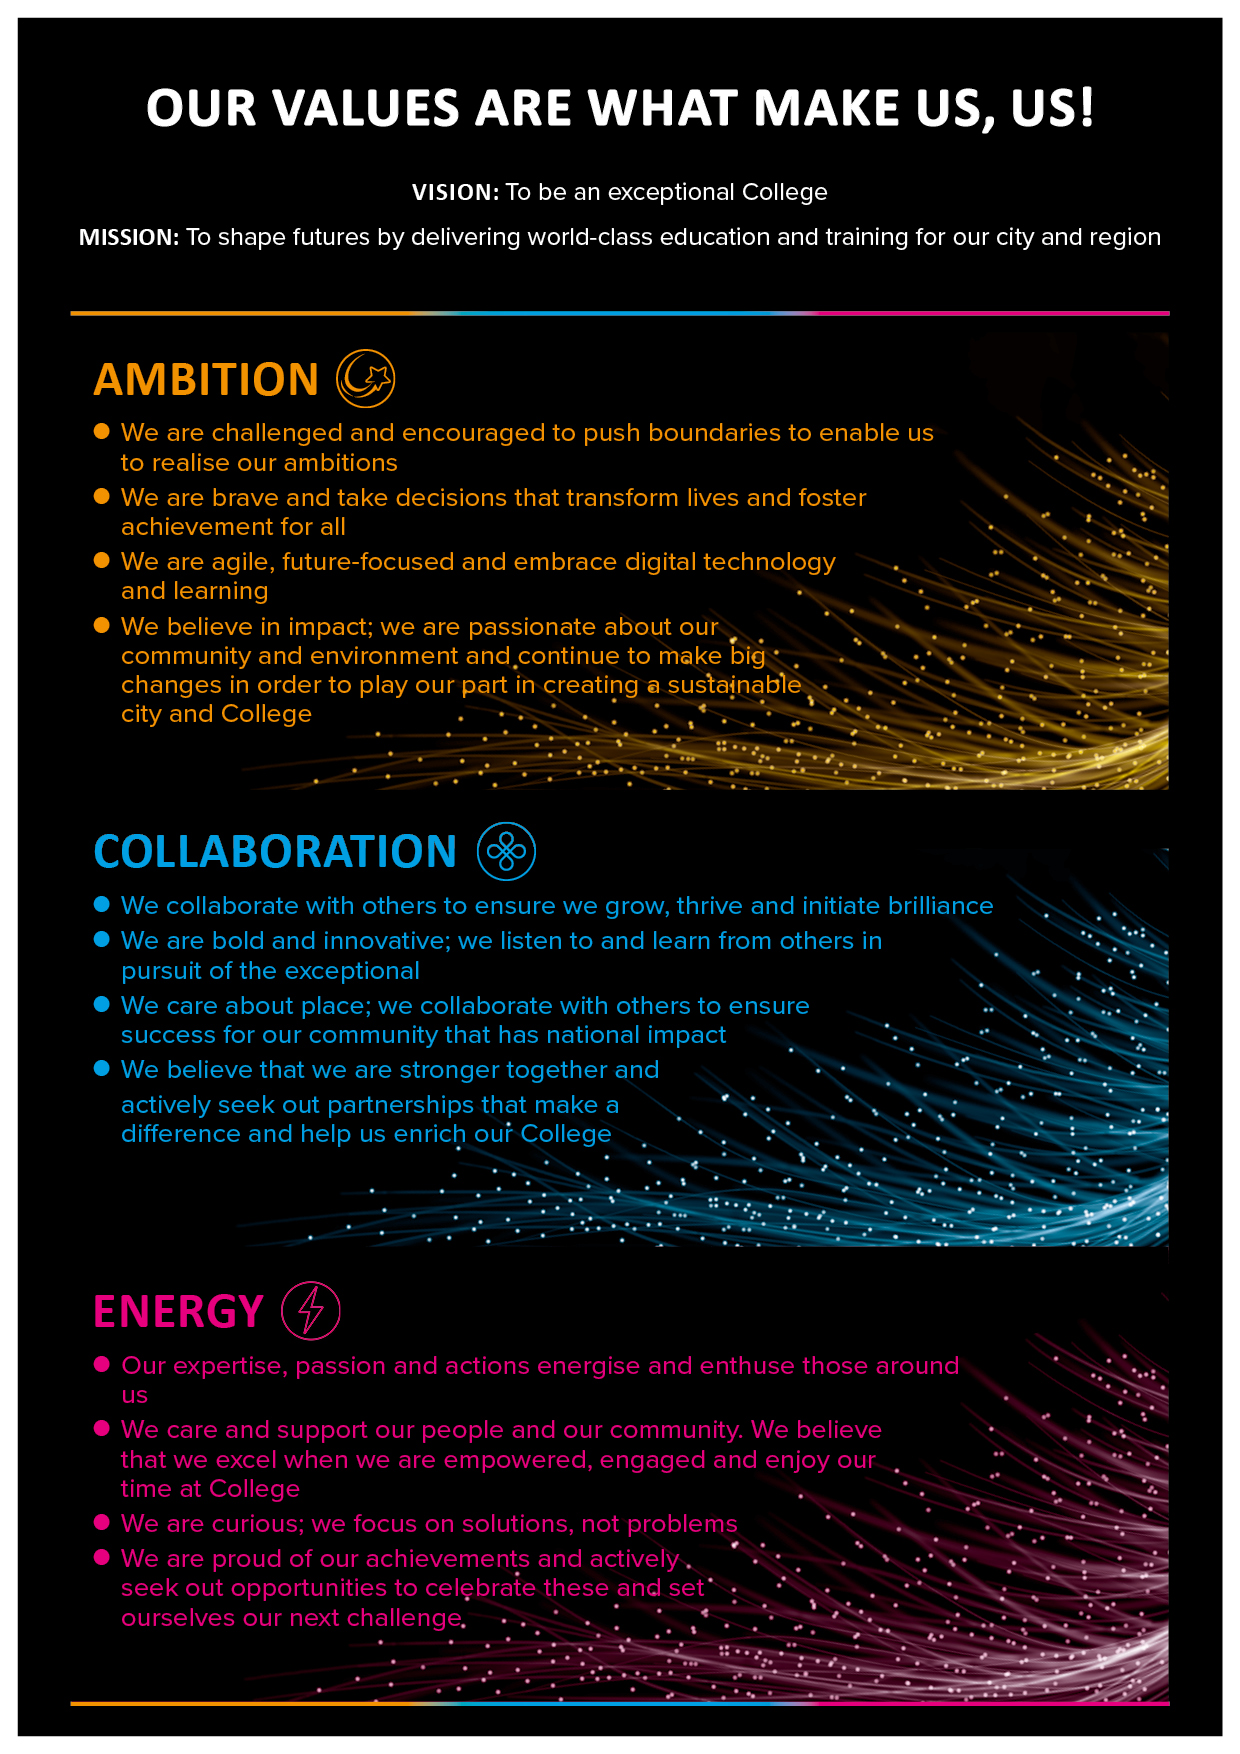 OUR VALUES ARE WHAT MAKE US, US!
VISION: To be an exceptional College
MISSION: To shape futures by delivering world-class education and training for our city and region
AMBITION
● We are challenged and encouraged to push boundaries to enable us
to realise our ambitions
● We are brave and take decisions that transform lives and foster
achievement for all
● We are agile, future-focused and embrace digital technology
and learning
● We believe in impact; we are passionate about our
community and environment and continue to make big
changes in order to play our part in creating a sustainable
city and College
COLLABORATION
● We collaborate with others to ensure we grow, thrive and initiate brilliance
● We are bold and innovative; we listen to and learn from others in
pursuit of the exceptional
● We care about place; we collaborate with others to ensure
success for our community that has national impact
● We believe that we are stronger together and
actively seek out partnerships that make a
difference and help us enrich our College
ENERGY
● Our expertise, passion and actions energise and enthuse those around
us
● We care and support our people and our community. We believe
that we excel when we are empowered, engaged and enjoy our
time at College
● We are curious; we focus on solutions, not problems
● We are proud of our achievements and actively
seek out opportunities to celebrate these and set
ourselves our next challenge.